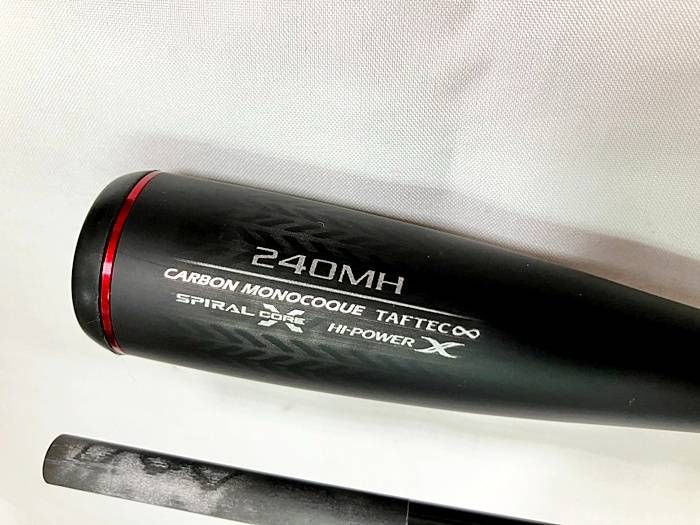 240MH
CARBON MONOCOQUE TAFTEC∞
SPIRAL X CORE HI-POWER X